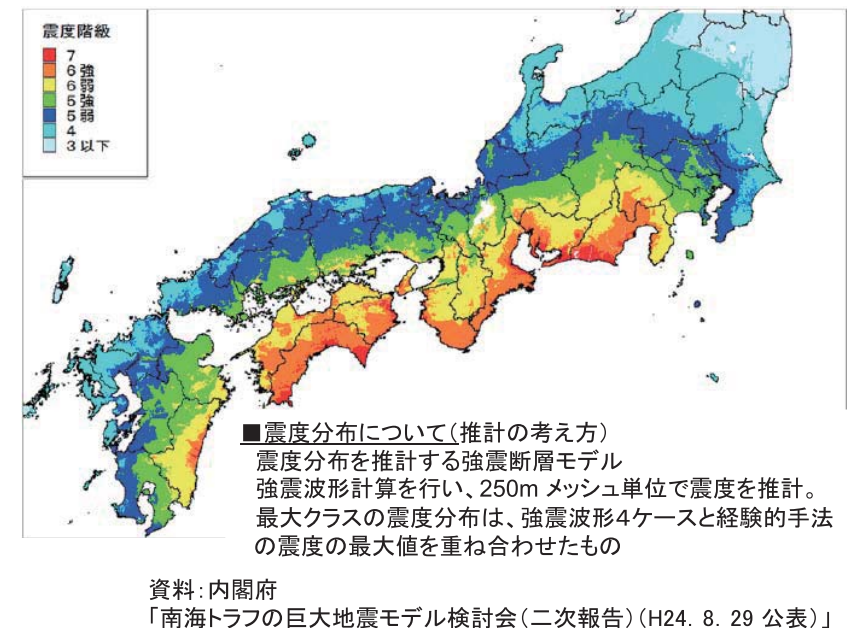 震度階級
7
6強
6弱
5強
5弱
4
3以下
■震度分布について(推計の考え方)
震度分布を推計する強震断層モデル
強震波形計算を行い、250m メッシュ単位で震度を推計。
最大クラスの震度分布は、強震波形4ケースと経験的手法
の震度の最大値を重ね合わせたもの
資料:内閣府
「南海トラフの巨大地震モデル検討会(二次報告)(H24. 8. 29 公表)」